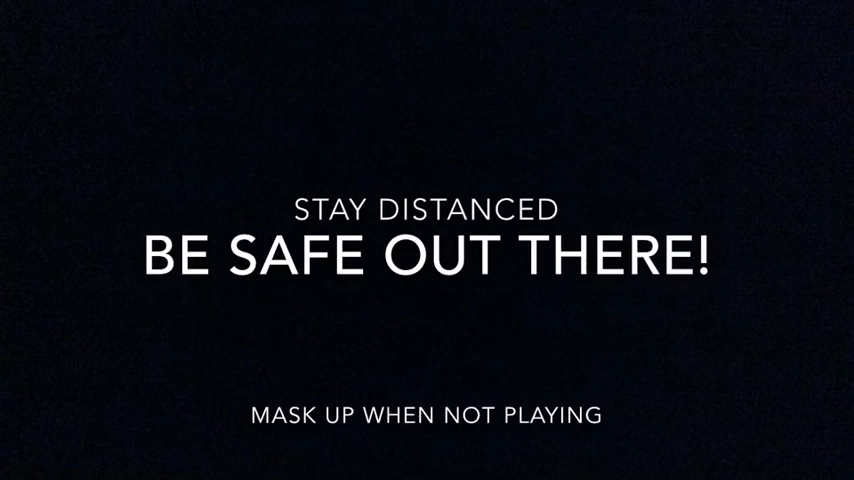 STAY DISTANCED
BE SAFE OUT THERE!
MASK UP WHEN NOT PLAYING